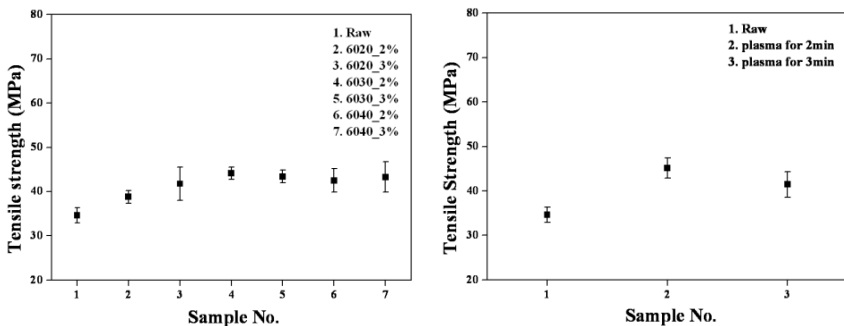 80
70
60
50
40
30
20
Tensile strength (MPa)
1. Raw
2. 6020_2%
3. 6020_3%
4. 6030_2%
5. 6030_3%
6. 6040_2%
7. 6040_3%
1 2 3 4 5 6 7
Sample No.
80
70
60
50
40
30
20
Tensile Strength (MPa)
1. Raw
2. plasma for 2min
3. plasma for 3min
1 2 3
Sample No.